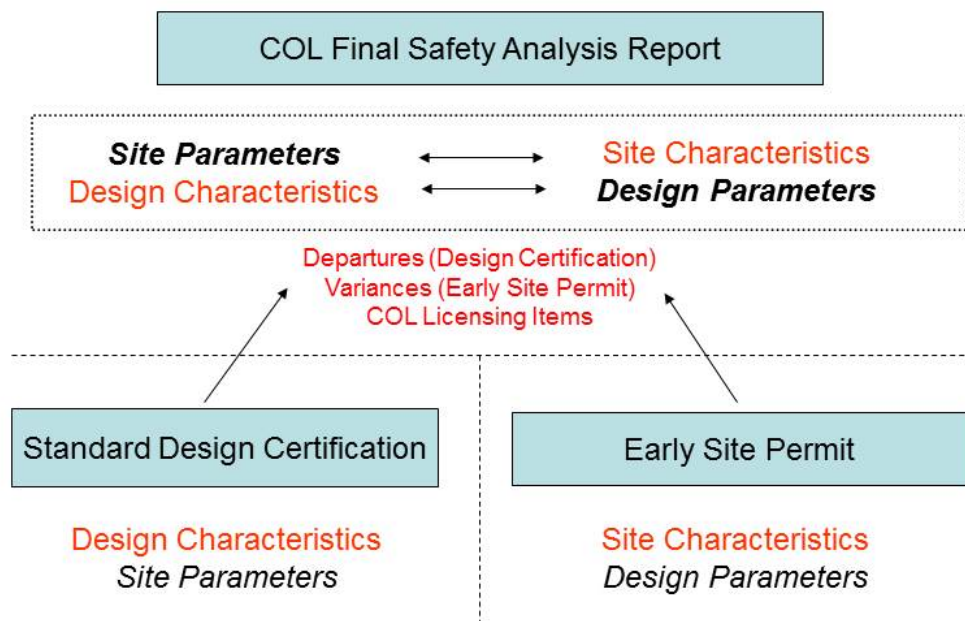 COL Final Safety Analysis Report
Site Parameters
Design Characteristics
Site Characteristics
Design Parameters
Departures (Design Certification)
Variances (Early Site Permit)
COL Licensing Items
Standard Design Certification
Design Characteristics
Site Parameters
Early Site Permit
Site Characteristics
Design Parameters